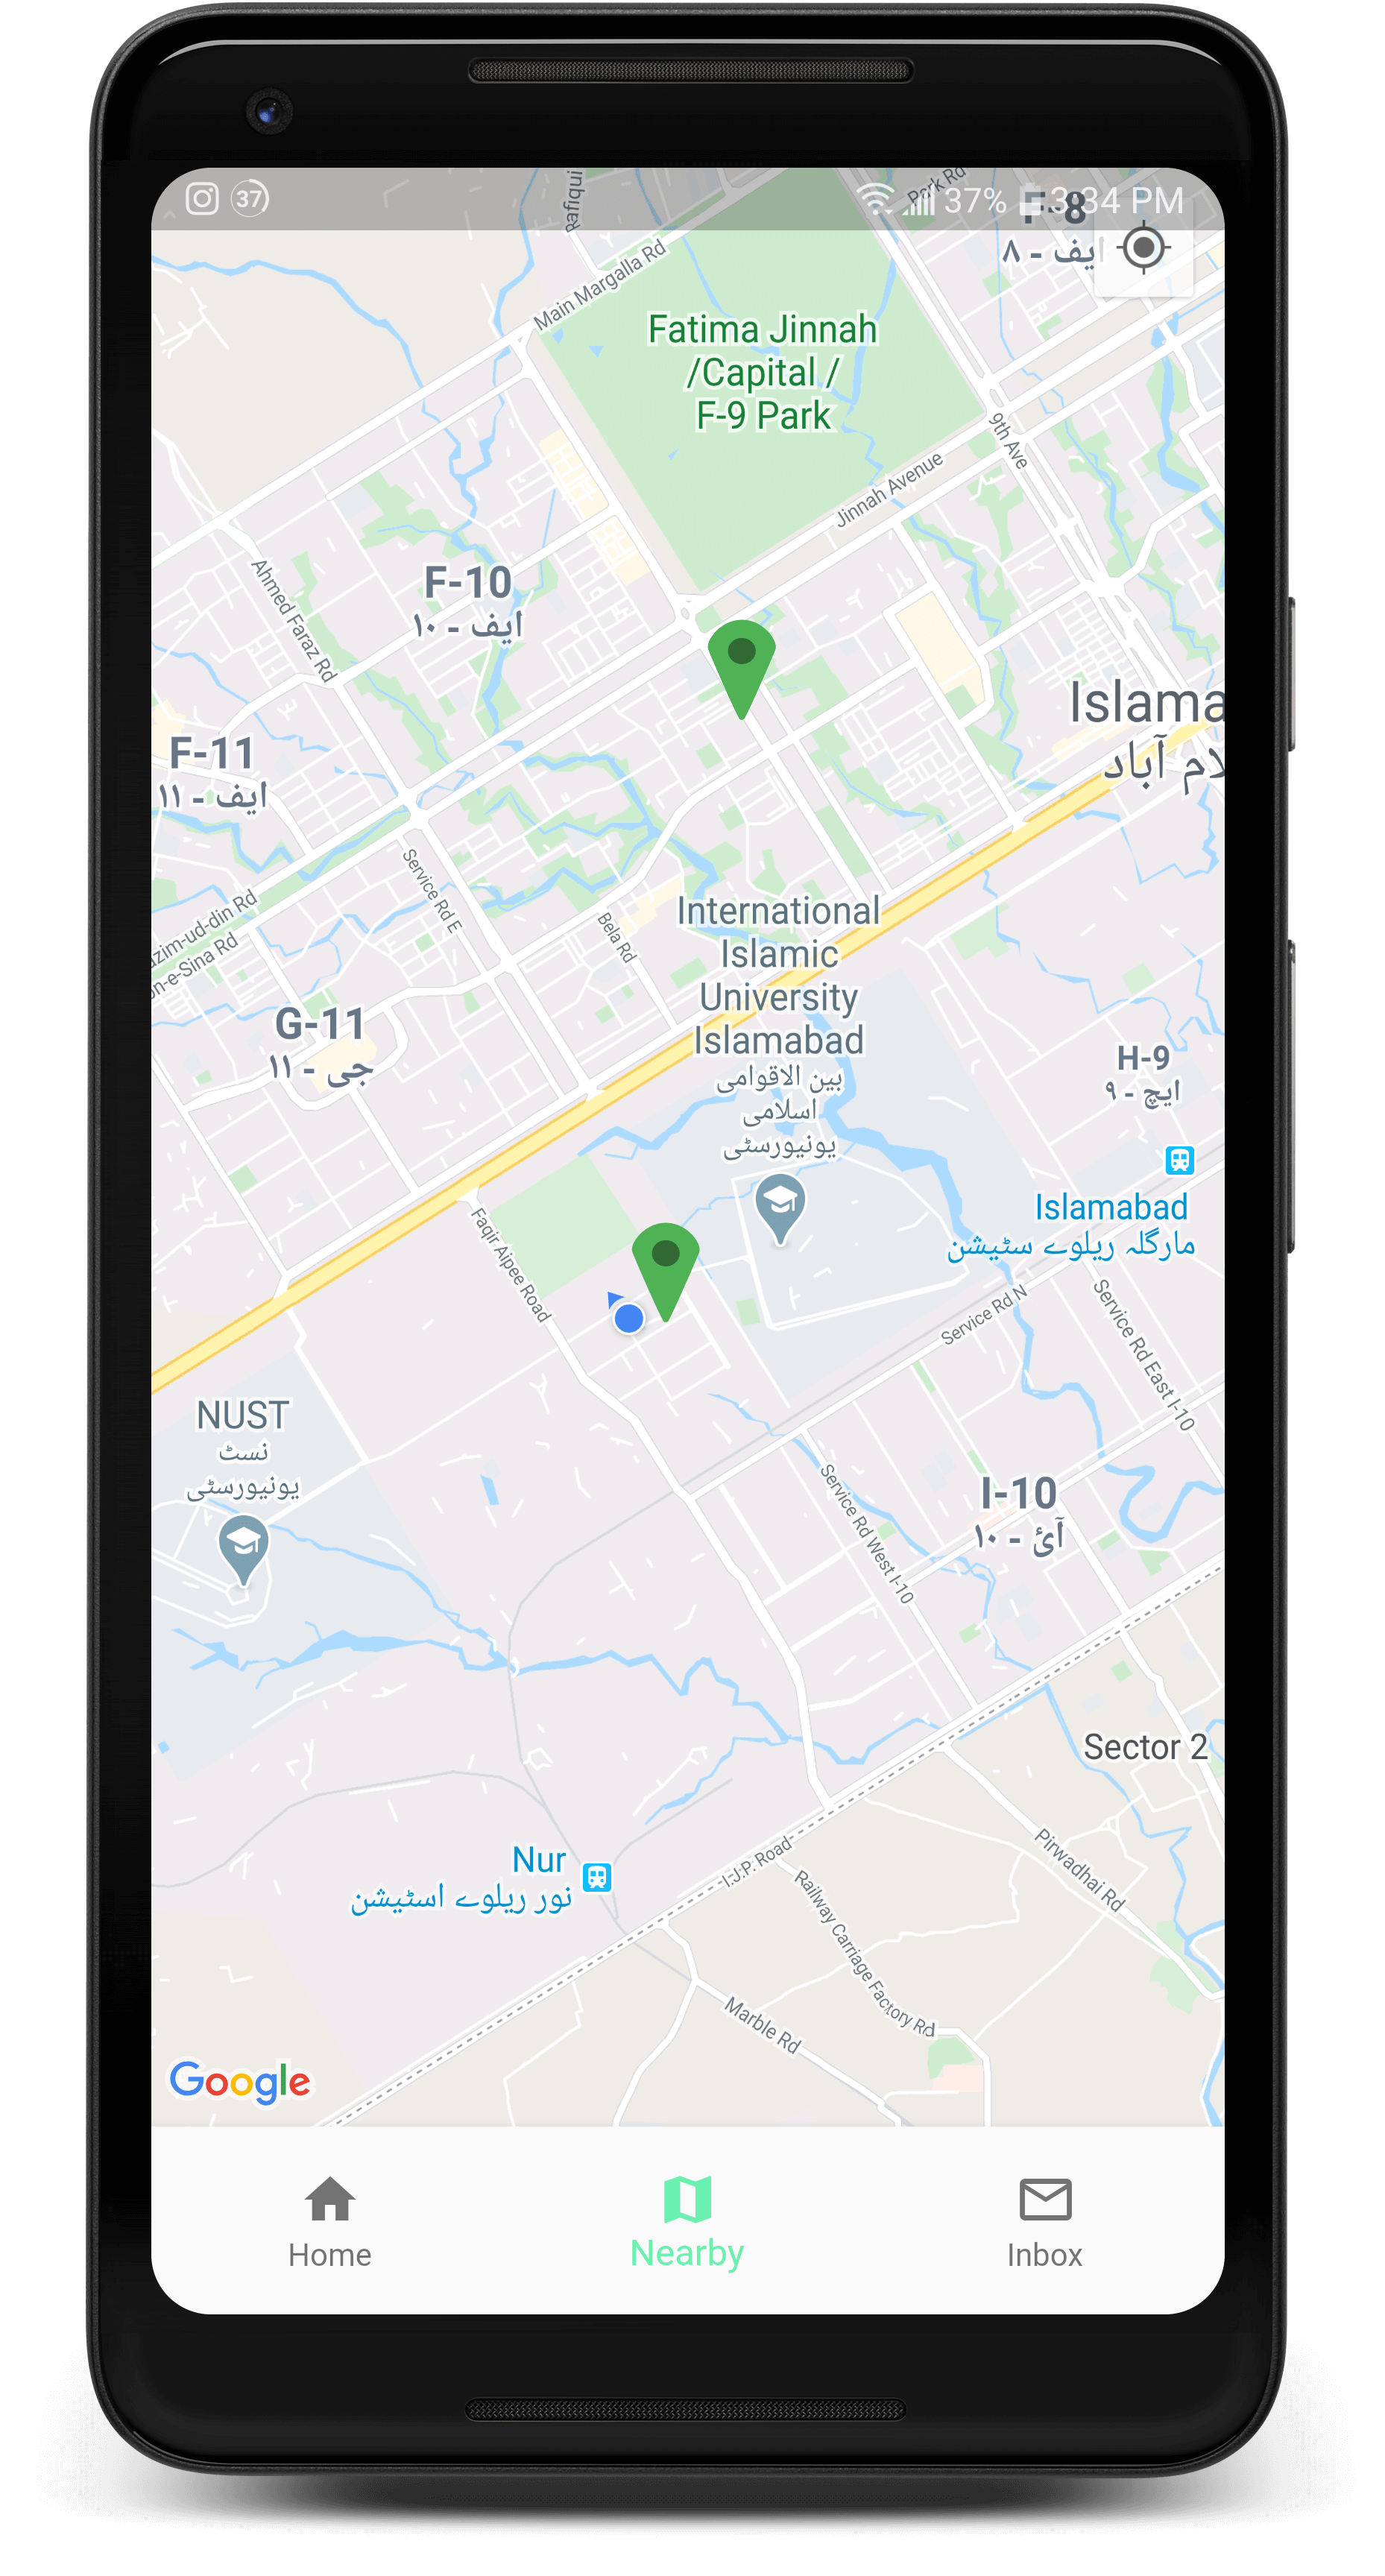 37
37%
3:34 PM
Rafiqui
Park Rd
F-8
ایف - ۸
Main Margalla Rd
Fatima Jinnah
/Capital /
F-9 Park
9th Ave
Jinnah Avenue
Ahmed Faraz Rd
F-10
ایف - ۱۰
Islama
لام آباد
F-11
ایف - ۱۱
Service Rd E
azim-ud-din Rd
on-e-Sina Rd
Bela Rd
International
Islamic
University
Islamabad
بین الاقوامی
اسلامی
یونیورسٹی
G-11
جی - ۱۱
H-9
ایچ - ۹
Islamabad
مارگلہ ریلوے سٹیشن
Faqir Aipee Road
Service Rd N
Service Rd East I-10
NUST
نسٹ
یونیورسٹی
Service Rd West I-10
I-10
آئ - ۱۰
Sector 2
Nur
نور ریلوے اسٹیشن
I.J.P. Road
Pirwadhai Rd
Railway Carriage Factory Rd
Marble Rd
Google
Home
Nearby
Inbox